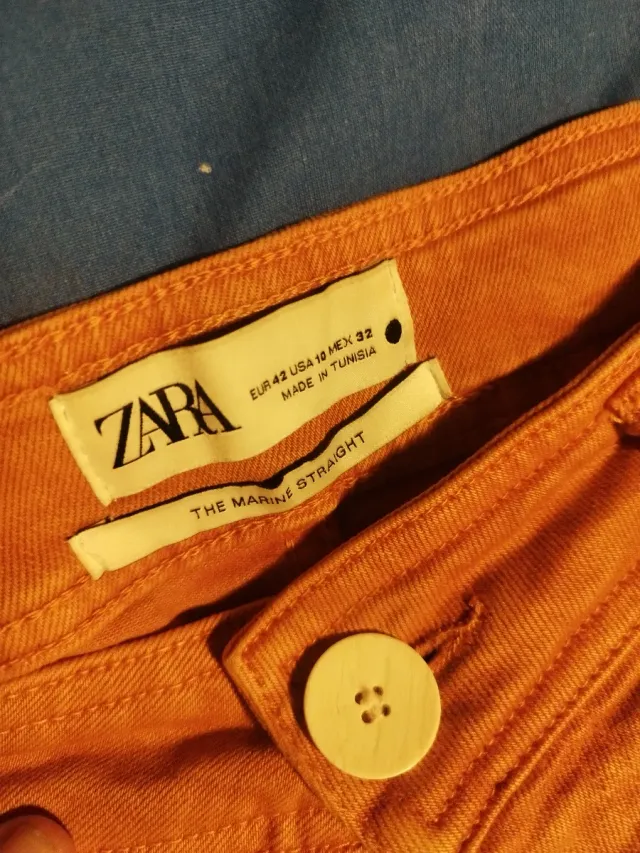 ZARA
EUR 42 USA 10 MEX 32
MADE IN TUNISIA
THE MARINE STRAIGHT